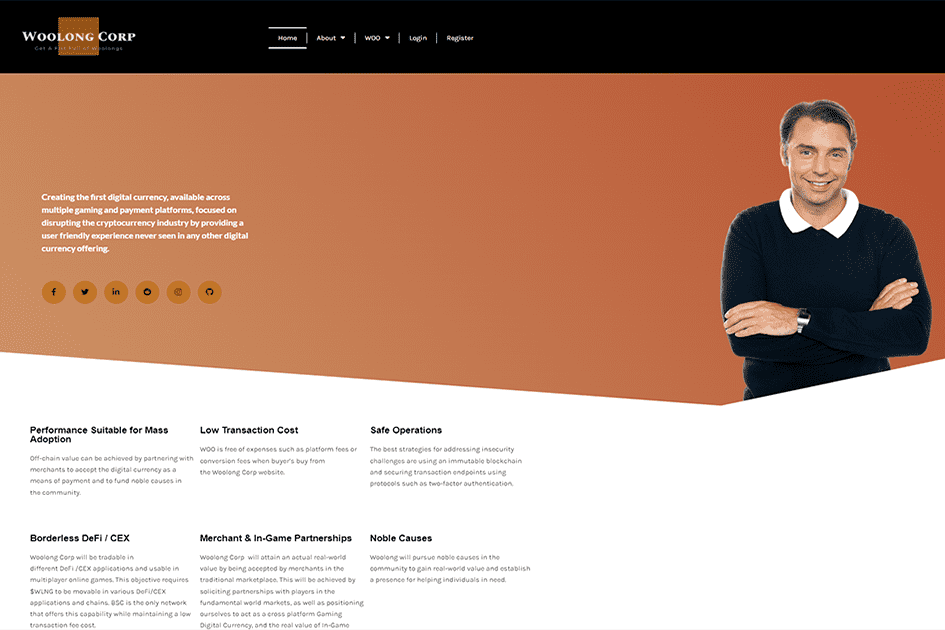 WOOLONG CORP
Get A Fist Full of Woolongs
Home
About
WOO
Login
Register
Creating the first digital currency, available across
multiple gaming and payment platforms, focused on
disrupting the cryptocurrency industry by providing a
user friendly experience never seen in any other digital
currency offering.
Performance Suitable for Mass
Adoption
Off-chain value can be achieved by partnering with
merchants to accept the digital currency as a
means of payment and to fund noble causes in
the community.
Low Transaction Cost
WOO is free of expenses such as platform fees or
conversion fees when buyer's buy from
the Woolong Corp website.
Safe Operations
The best strategies for addressing insecurity
challenges are using an immutable blockchain
and securing transaction endpoints using
protocols such as two-factor authentication.
Borderless DeFi / CEX
Woolong Corp will be tradable in
different DeFi /CEX applications and usable in
multiplayer online games. This objective requires
$WLNG to be movable in various DeFi/CEX
applications and chains. BSC is the only network
that offers this capability while maintaining a low
transaction fee cost.
Merchant & In-Game Partnerships
Woolong Corp will attain an actual real-world
value by being accepted by merchants in the
traditional marketplace. This will be achieved by
soliciting partnerships with players in the
fundamental world markets, as well as positioning
ourselves to act as a cross platform Gaming
Digital Currency, and the real value of In-Game
Noble Causes
Woolong will pursue noble causes in the
community to gain real-world value and establish
a presence for helping individuals in need.